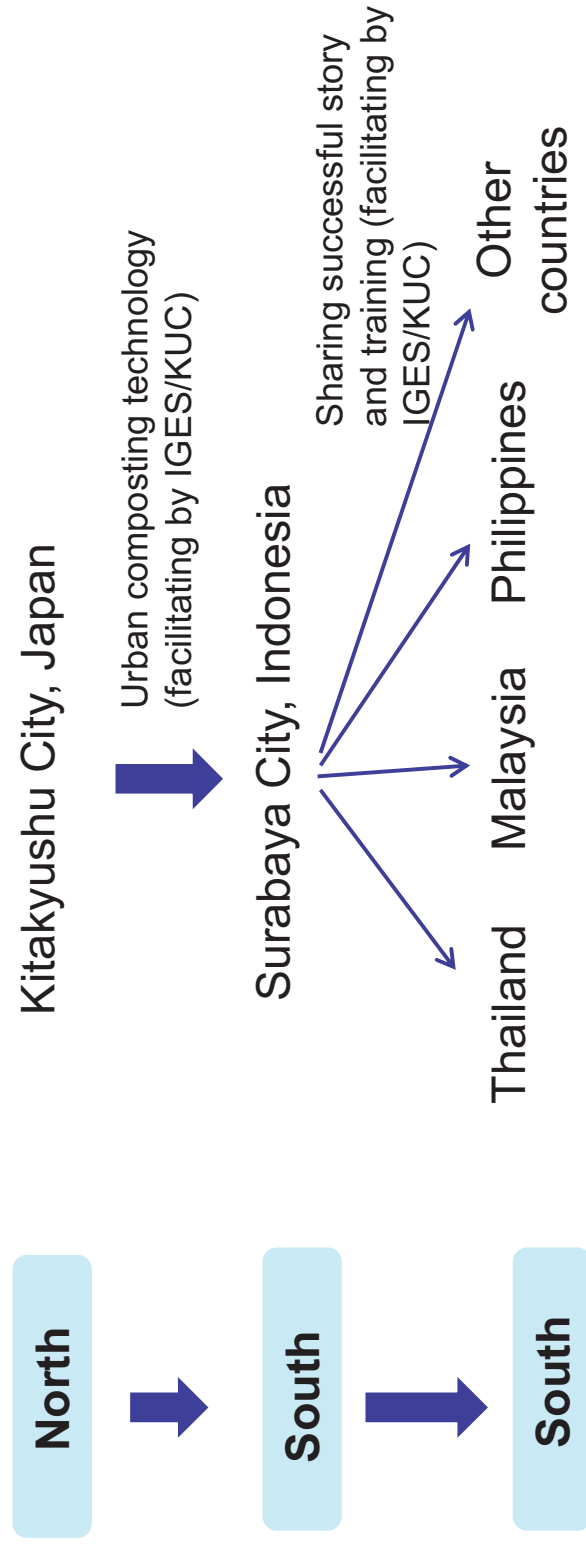 North
Kitakyushu City, Japan
Urban composting technology
(facilitating by IGES/KUC)
South
Surabaya City, Indonesia
Sharing successful story
and training (facilitating by
IGES/KUC)
South
Thailand
Malaysia
Philippines
Other
countries